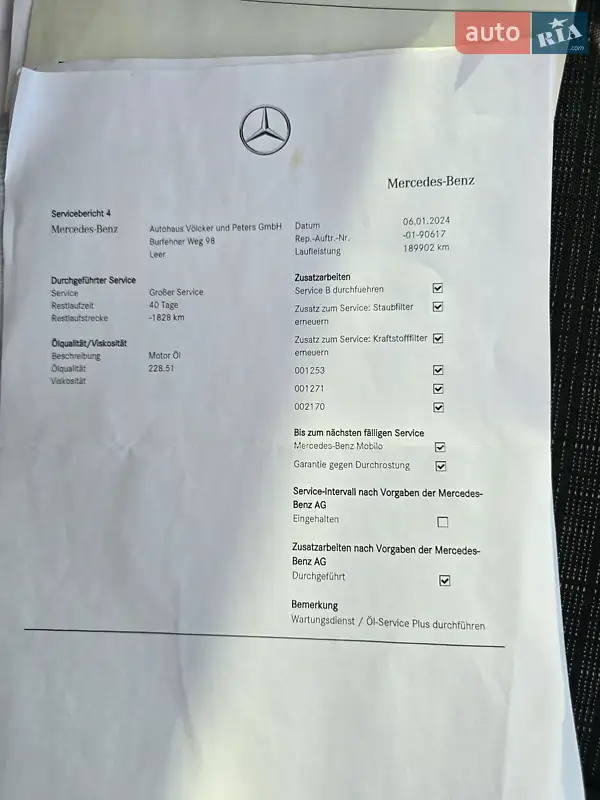 auto RIA .com
Mercedes-Benz
Servicebericht 4
Mercedes-Benz
Autohaus Völcker und Peters GmbH
Burfehner Weg 98
Leer
Datum 06.01.2024
Rep.-Auftr.-Nr. -01-90617
Laufleistung 189902 km
Durchgeführter Service
Service Großer Service
Restlaufzeit 40 Tage
Restlaufstrecke -1828 km
Ölqualität/Viskosität
Beschreibung Motor Öl
Ölqualität 228.51
Viskosität
Zusatzarbeiten
Service B durchfuehren
Zusatz zum Service: Staubfilter
erneuern
Zusatz zum Service: Kraftstofffilter
erneuern
001253
001271
002170
Bis zum nächsten fälligen Service
Mercedes-Benz Mobilo
Garantie gegen Durchrostung
Service-Intervall nach Vorgaben der Mercedes-
Benz AG
Eingehalten
Zusatzarbeiten nach Vorgaben der Mercedes-
Benz AG
Durchgeführt
Bemerkung
Wartungsdienst / Öl-Service Plus durchführen